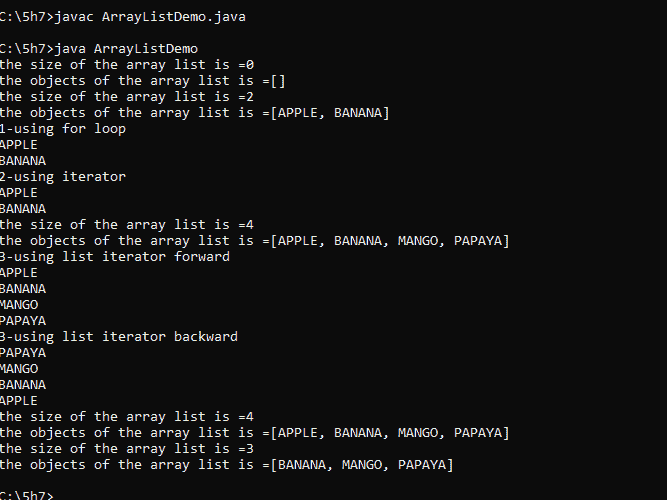 C:\5h7>javac ArrayListDemo.java
C:\5h7>java ArrayListDemo
the size of the array list is =0
the objects of the array list is =[]
the size of the array list is =2
the objects of the array list is =[APPLE, BANANA]
1-using for loop
APPLE
BANANA
2-using iterator
APPLE
BANANA
the size of the array list is =4
the objects of the array list is =[APPLE, BANANA, MANGO, PAPAYA]
3-using list iterator forward
APPLE
BANANA
MANGO
PAPAYA
3-using list iterator backward
PAPAYA
MANGO
BANANA
APPLE
the size of the array list is =4
the objects of the array list is =[APPLE, BANANA, MANGO, PAPAYA]
the size of the array list is =3
the objects of the array list is =[BANANA, MANGO, PAPAYA]
C:\5h7>